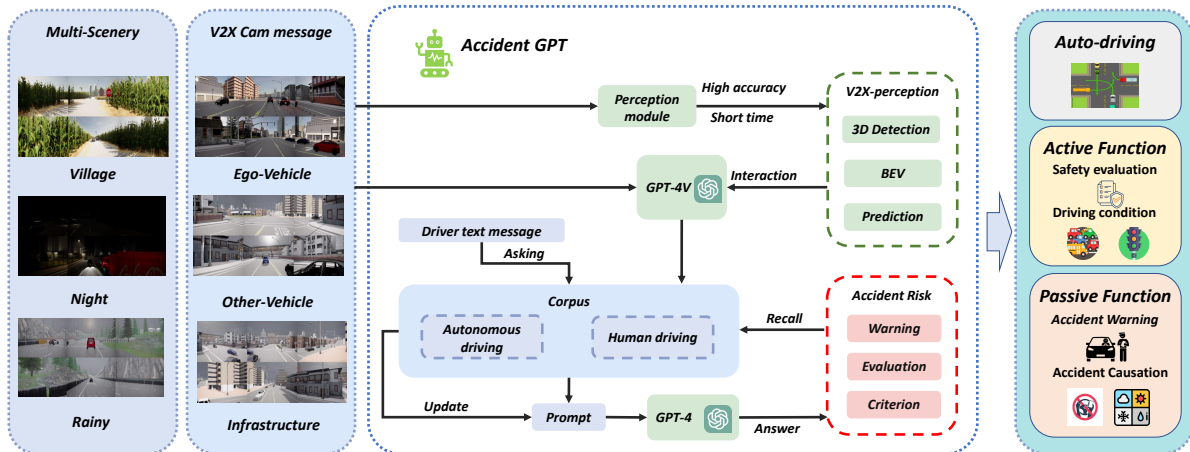 Multi-Scenery
Village
Night
Rainy
V2X Cam message
Ego-Vehicle
Other-Vehicle
Infrastructure
Accident GPT
Perception
module
High accuracy
Short time
V2X-perception
3D Detection
BEV
Prediction
GPT-4V
Interaction
Driver text message
Asking
Corpus
Autonomous
driving
Human driving
Recall
Accident Risk
Warning
Evaluation
Criterion
Update
Prompt
GPT-4
Answer
Auto-driving
Active Function
Safety evaluation
Driving condition
Passive Function
Accident Warning
Accident Causation